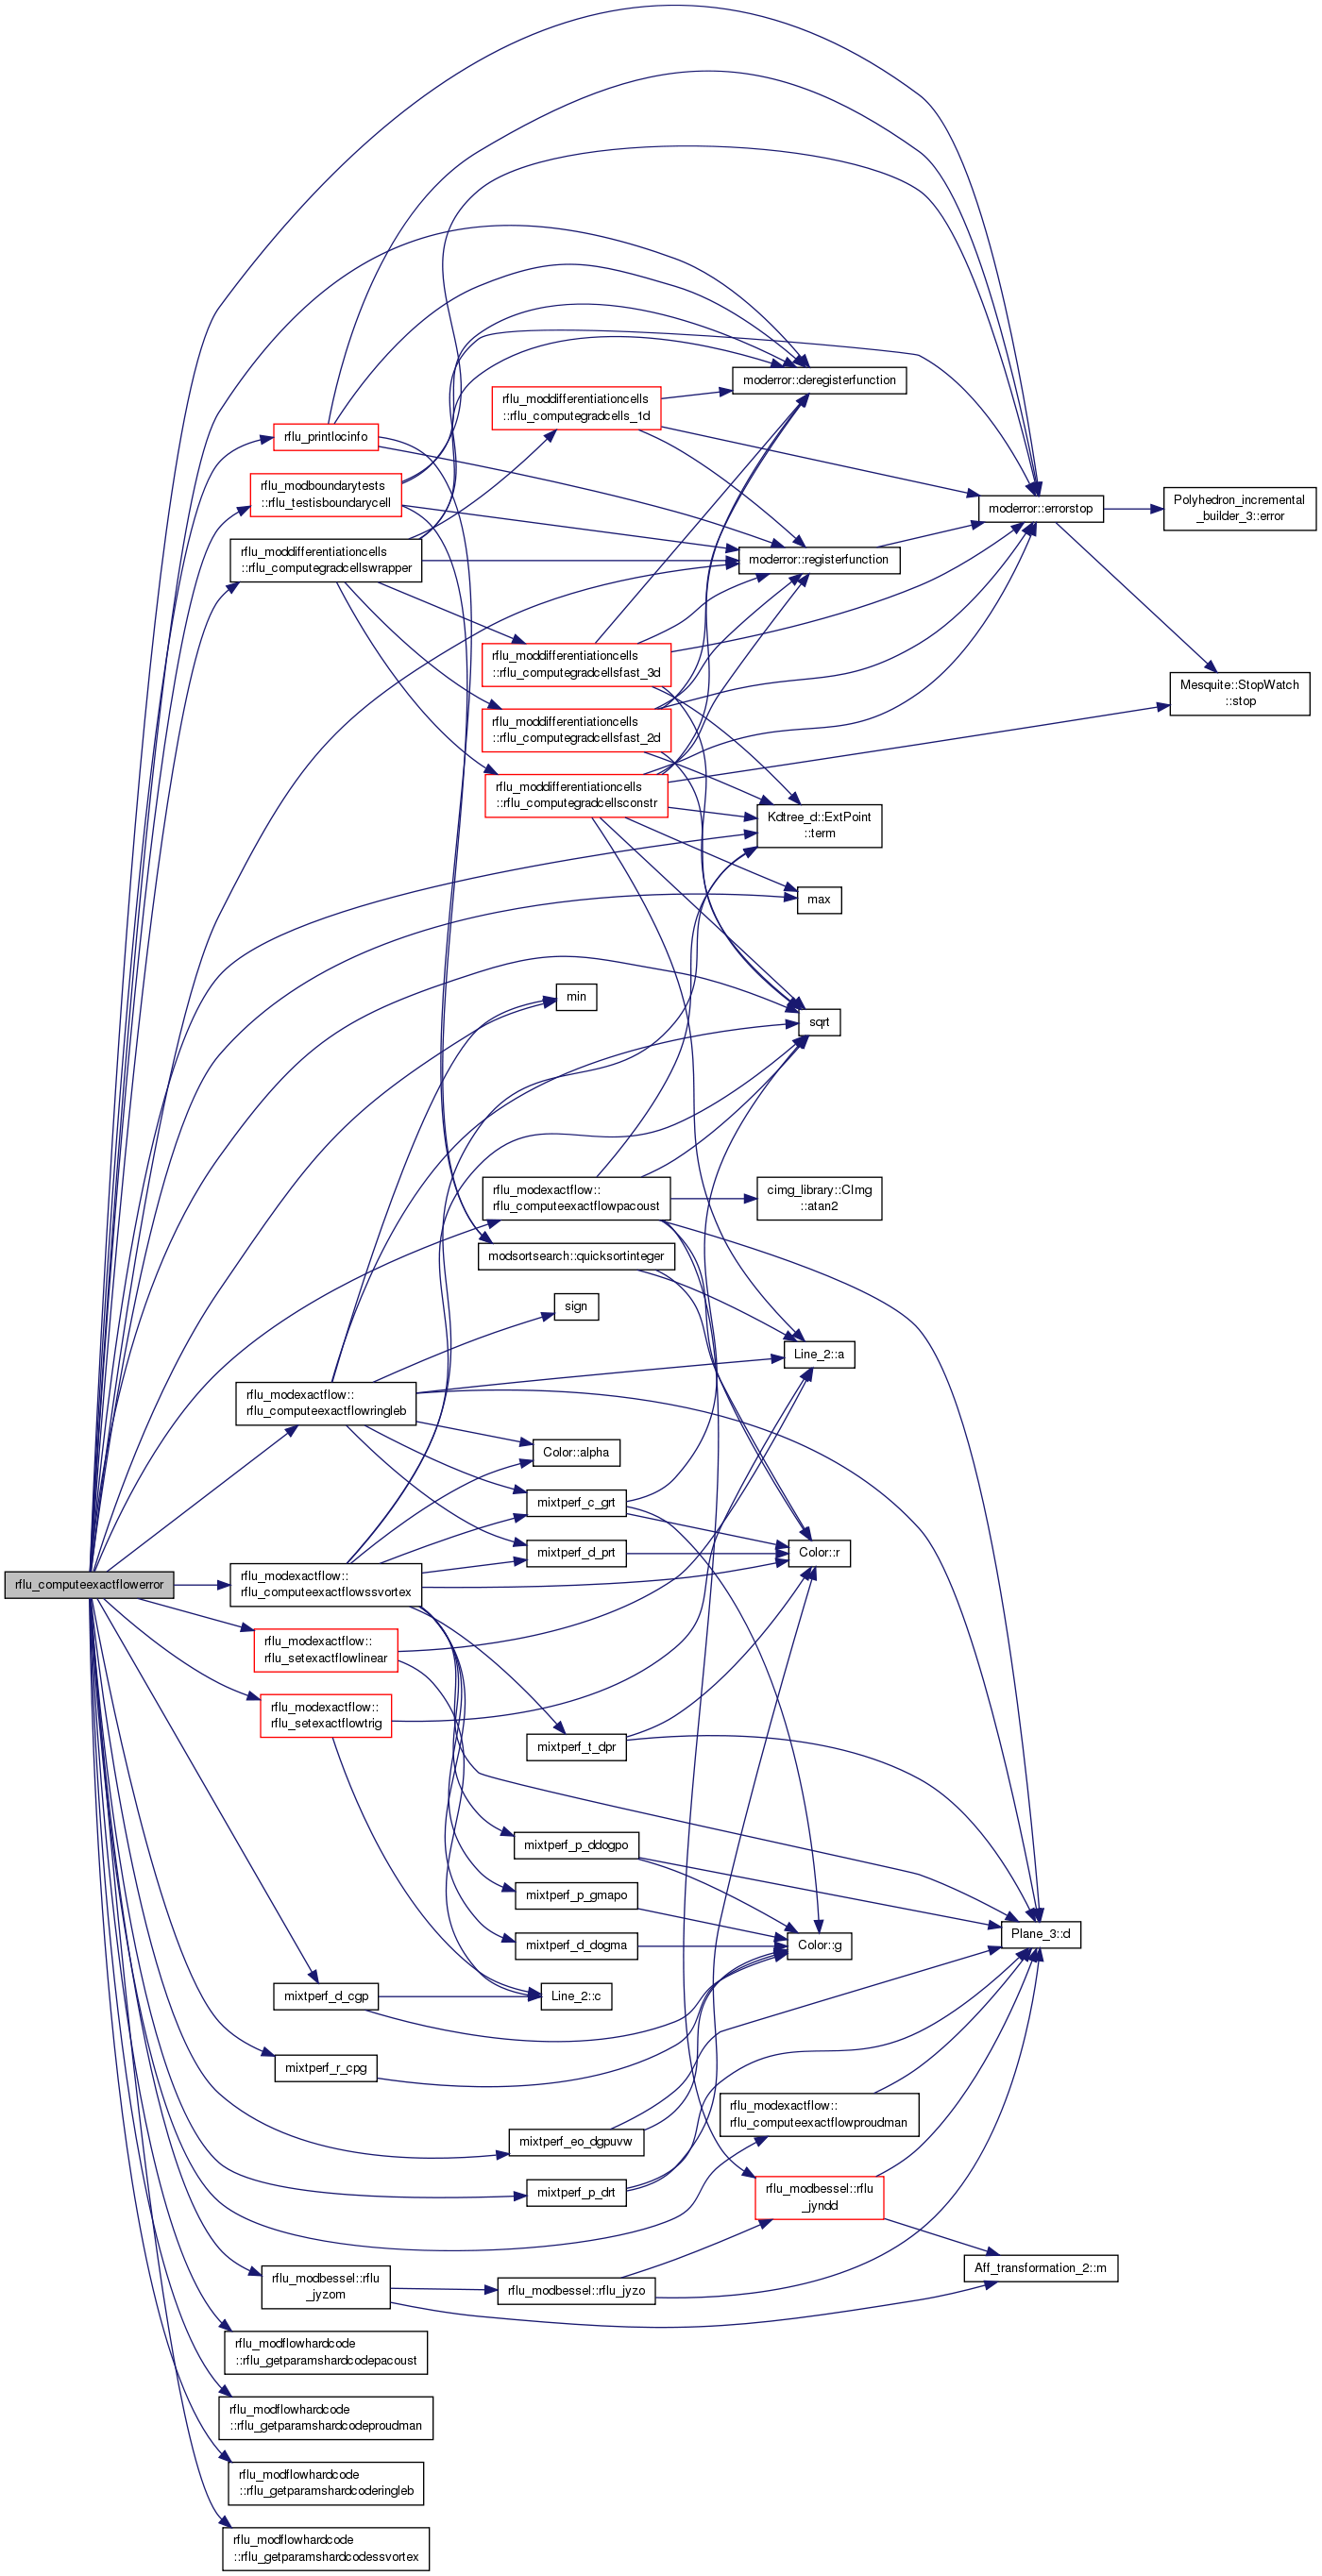 moderror::deregisterfunction
rflu_moddifferentiationcells
::rflu_computegradcells_1d
rflu_printlocinfo
rflu_modboundarytests
::rflu_testisboundarycell
Polyhedron_incremental
_builder_3::error
moderror::errorstop
rflu_moddifferentiationcells
::rflu_computegradcellswrapper
moderror::registerfunction
rflu_moddifferentiationcells
::rflu_computegradcellsfast_3d
Mesquite::StopWatch
::stop
rflu_moddifferentiationcells
::rflu_computegradcellsfast_2d
rflu_moddifferentiationcells
::rflu_computegradcellsconstr
Kdtree_d::ExtPoint
::term
max
min
sqrt
rflu_modexactflow::
rflu_computeexactflowpacoust
cimg_library::CImg
::atan2
modsortsearch::quicksortinteger
sign
Line_2::a
rflu_modexactflow::
rflu_computeexactflowringleb
Color::alpha
mixtperf_c_grt
mixtperf_d_prt
Color::r
rflu_computeexactflowerror
rflu_modexactflow::
rflu_computeexactflowssvortex
rflu_modexactflow::
rflu_setexactflowlinear
rflu_modexactflow::
rflu_setexactflowtrig
mixtperf_t_dpr
mixtperf_p_ddogpo
mixtperf_p_gmapo
Plane_3::d
mixtperf_d_dogma
Color::g
mixtperf_d_cgp
Line_2::c
mixtperf_r_cpg
rflu_modexactflow::
rflu_computeexactflowproudman
mixtperf_eo_dgpuvw
mixtperf_p_drt
rflu_modbessel::rflu
_jyndd
Aff_transformation_2::m
rflu_modbessel::rflu
_jyzom
rflu_modbessel::rflu_jyzo
rflu_modflowhardcode
::rflu_getparamshardcodepacoust
rflu_modflowhardcode
::rflu_getparamshardcodeproudman
rflu_modflowhardcode
::rflu_getparamshardcoderingleb
rflu_modflowhardcode
::rflu_getparamshardcodessvortex